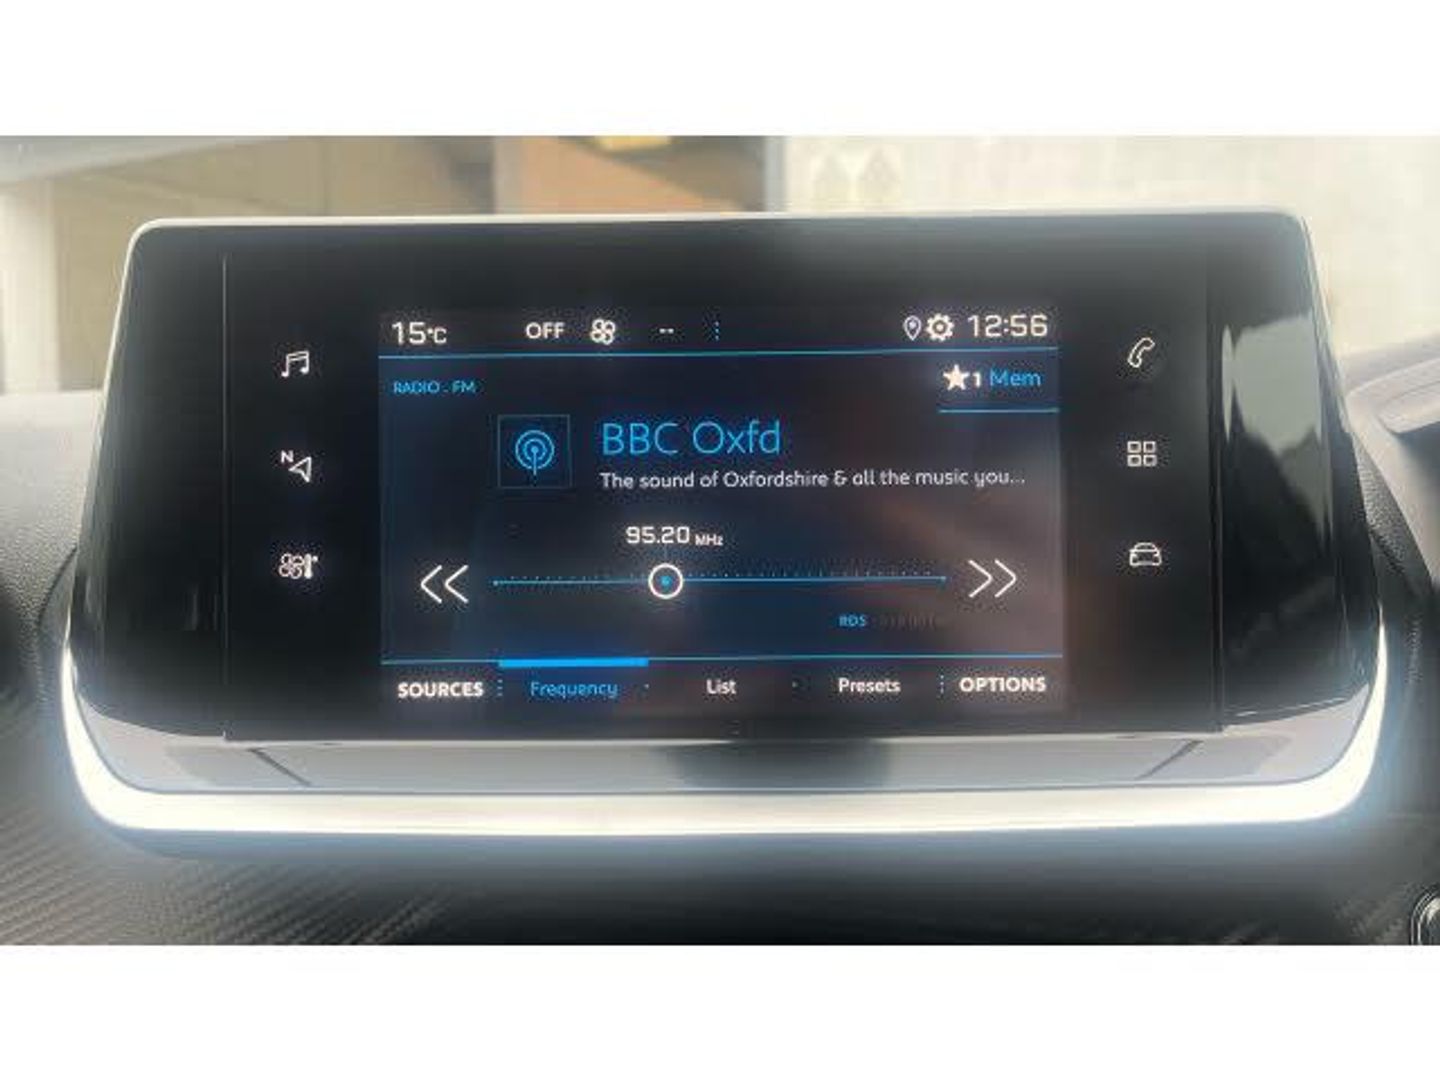 15°C OFF -- 12:56
RADIO . FM
1 Mem
BBC Oxfd
The sound of Oxfordshire & all the music you...
95.20 MHz
N
RDS
SOURCES Frequency List Presets OPTIONS